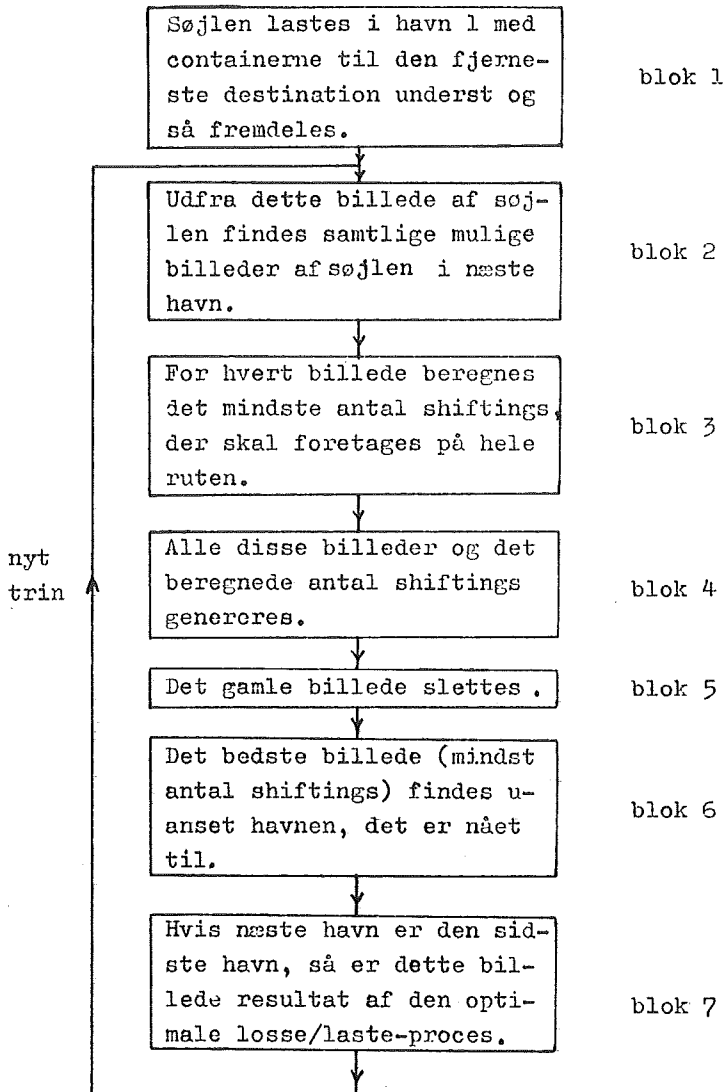 Søjlen lastes i havn 1 med
containerne til den fjerne-
ste destination underst og
så fremdeles.
blok 1
Udfra dette billede af søj-
len findes samtlige mulige
billeder af søjlen i næste
havn.
blok 2
For hvert billede beregnes
det mindste antal shiftings,
der skal foretages på hele
ruten.
blok 3
nyt
trin
Alle disse billeder og det
beregnede antal shiftings
genereres.
blok 4
Det gamle billede slettes.
blok 5
Det bedste billede (mindst
antal shiftings) findes u-
anset havnen, det er nået
til.
blok 6
Hvis næste havn er den sid-
ste havn, så er dette bil-
lede resultat af den opti-
male losse/laste-proces.
blok 7